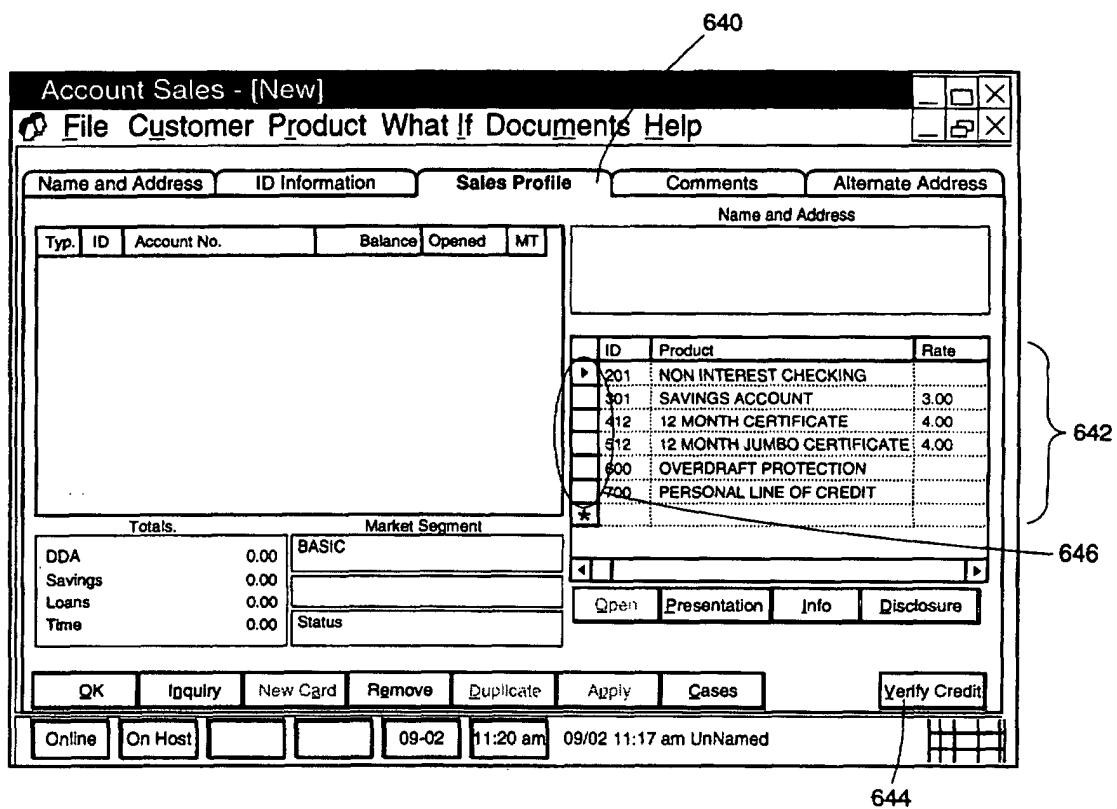 640
Account Sales - [New]
File Customer Product What If Documents Help
Name and Address ID Information Sales Profile Comments Alternate Address
Name and Address
Typ. ID Account No. Balance Opened MT
ID Product Rate
201 NON INTEREST CHECKING
301 SAVINGS ACCOUNT 3.00
412 12 MONTH CERTIFICATE 4.00
512 12 MONTH JUMBO CERTIFICATE 4.00
600 OVERDRAFT PROTECTION
700 PERSONAL LINE OF CREDIT
*
642
646
Totals. Market Segment
DDA 0.00 BASIC
Savings 0.00
Loans 0.00
Time 0.00 Status
Open Presentation Info Disclosure
OK Inquiry New Card Remove Duplicate Apply Cases Verify Credit
Online On Host 09-02 11:20 am 09/02 11:17 am UnNamed
644